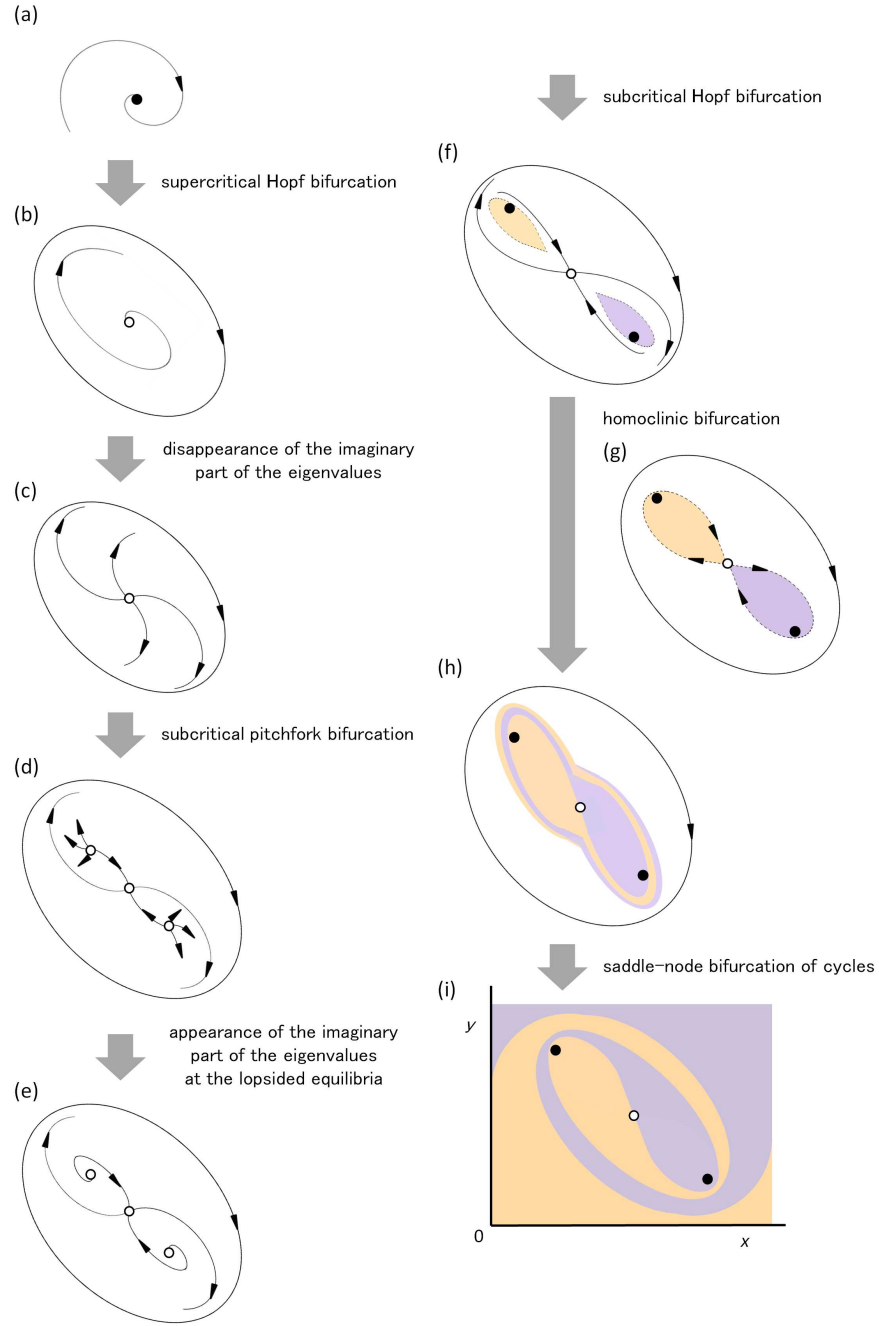 (a)
supercritical Hopf bifurcation
(b)
disappearance of the imaginary
part of the eigenvalues
(c)
subcritical pitchfork bifurcation
(d)
appearance of the imaginary
part of the eigenvalues
at the lopsided equilibria
(e)
subcritical Hopf bifurcation
(f)
homoclinic bifurcation
(g)
(h)
saddle-node bifurcation of cycles
(i)
y
0
x